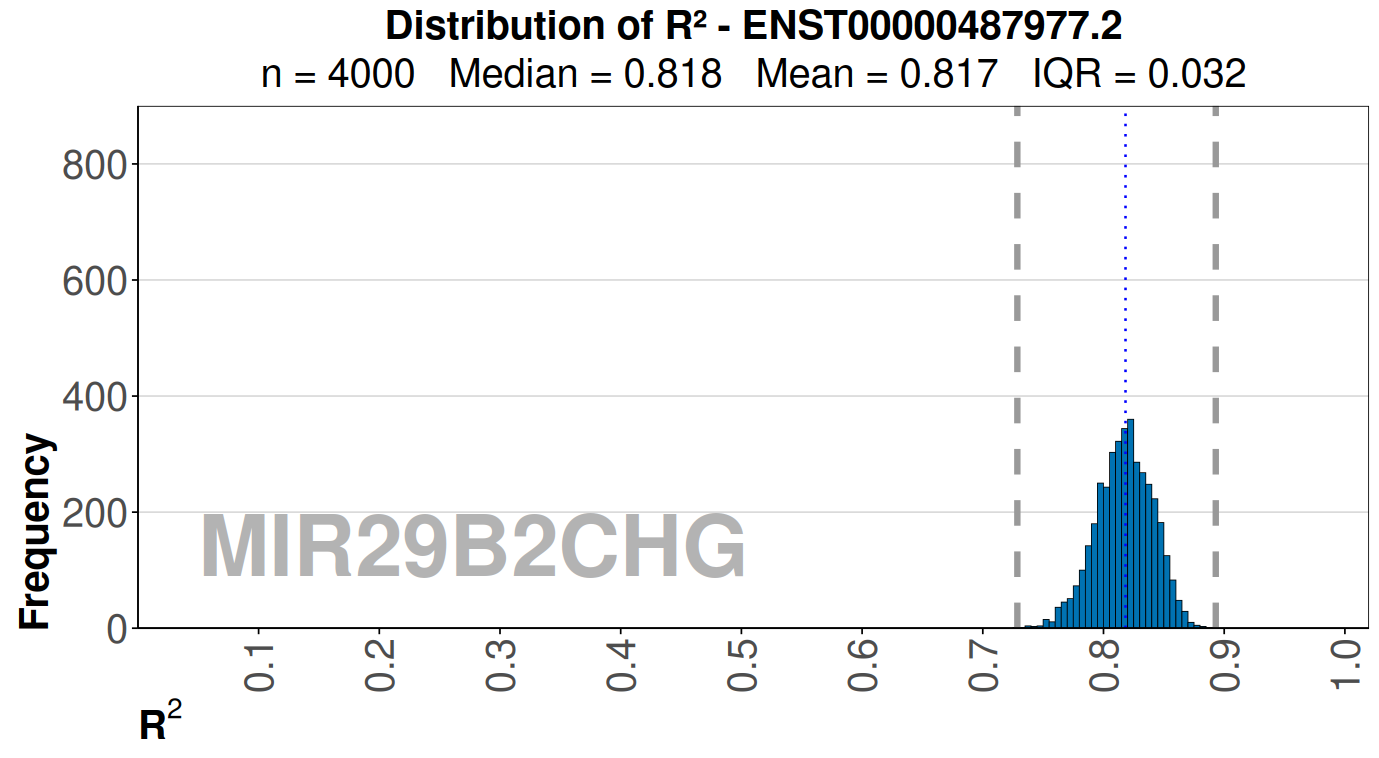 Distribution of R² - ENST00000487977.2
n = 4000 Median = 0.818 Mean = 0.817 IQR = 0.032
Frequency
800
600
400
200
0
MIR29B2CHG
0.1 0.2 0.3 0.4 0.5 0.6 0.7 0.8 0.9 1.0
R²